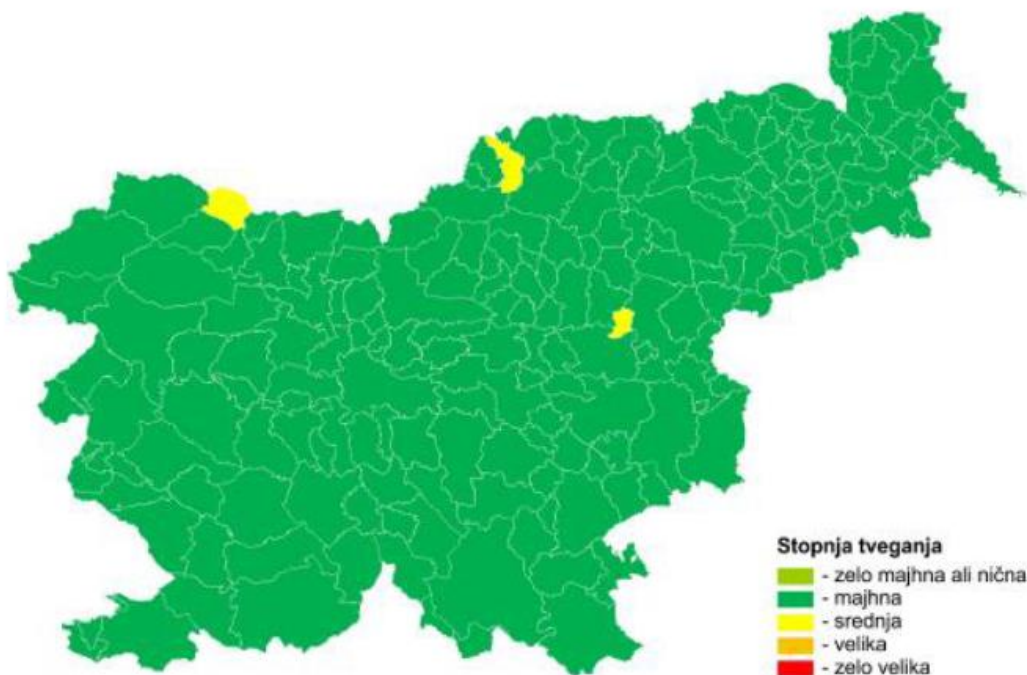 Stopnja tveganja
- zelo majhna ali nična
- majhna
- srednja
- velika
- zelo velika